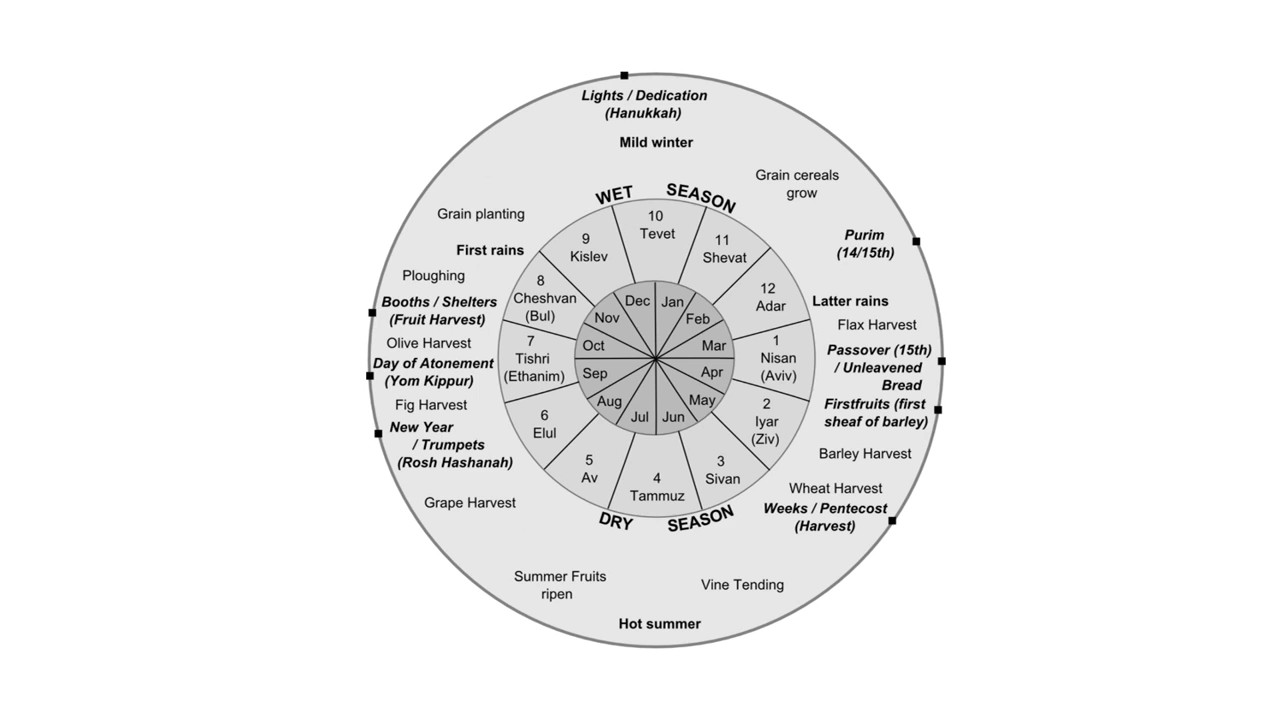 Lights / Dedication
(Hanukkah)
Mild winter
Grain cereals
grow
WET SEASON
Grain planting
First rains
Ploughing
Booths / Shelters
(Fruit Harvest)
Olive Harvest
Day of Atonement
(Yom Kippur)
Fig Harvest
New Year
/ Trumpets
(Rosh Hashanah)
Grape Harvest
Purim
(14/15th)
Latter rains
Flax Harvest
Passover (15th)
/ Unleavened
Bread
Firstfruits (first
sheaf of barley)
Barley Harvest
Wheat Harvest
Weeks / Pentecost
(Harvest)
10
Tevet
11
Shevat
12
Adar
1
Nisan
(Aviv)
2
Iyar
(Ziv)
3
Sivan
4
Tammuz
5
Av
6
Elul
7
Tishri
(Ethanim)
8
Cheshvan
(Bul)
9
Kislev
Jan
Feb
Mar
Apr
May
Jun
Jul
Aug
Sep
Oct
Nov
Dec
DRY SEASON
Summer Fruits
ripen
Vine Tending
Hot summer